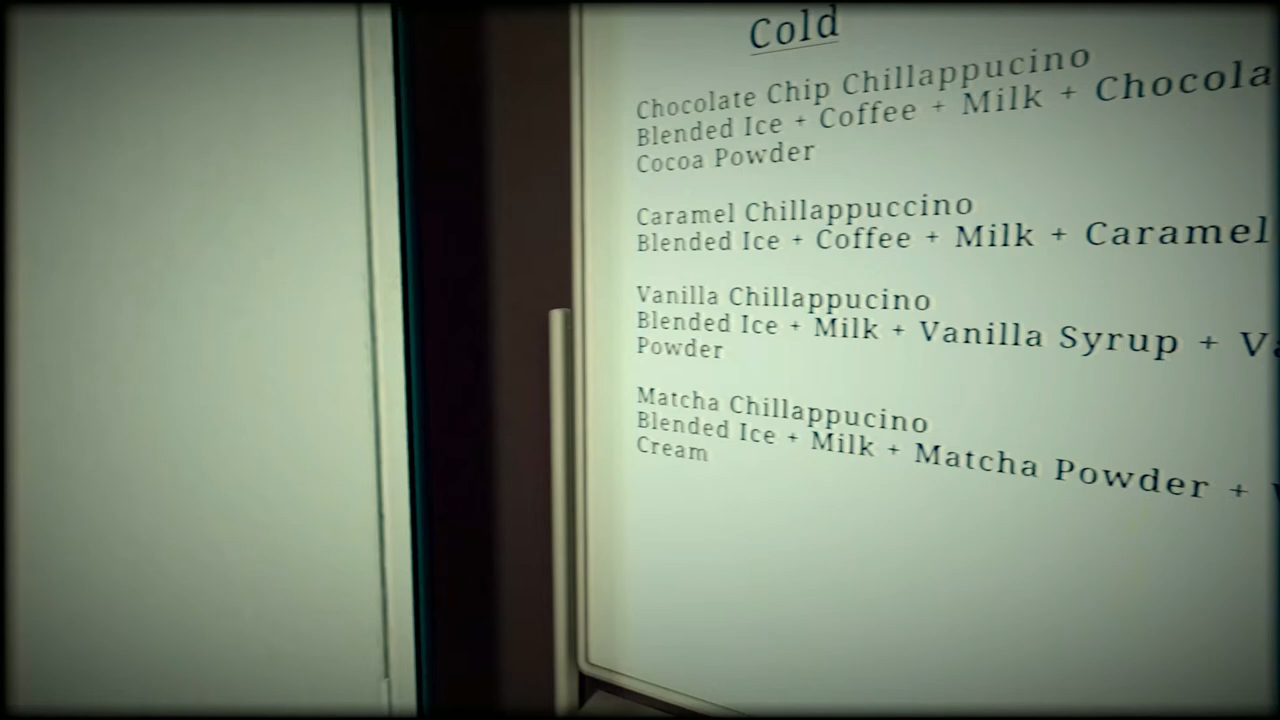 Cold
Chocolate Chip Chillappucino
Blended Ice + Coffee + Milk + Chocola
Cocoa Powder
Caramel Chillappuccino
Blended Ice + Coffee + Milk + Caramel
Vanilla Chillappucino
Blended Ice + Milk + Vanilla Syrup + V
Powder
Matcha Chillappucino
Blended Ice + Milk + Matcha Powder +
Cream